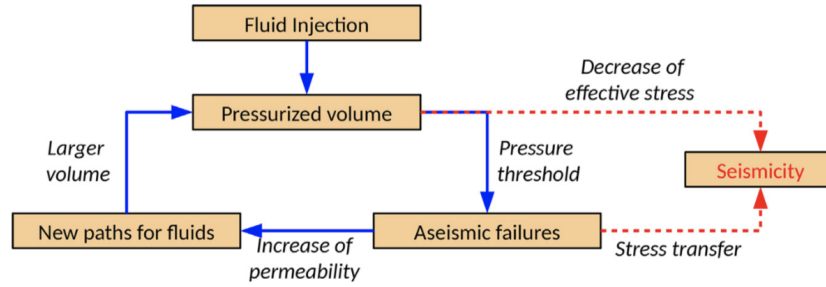 Fluid Injection
Decrease of
effective stress
Pressurized volume
Larger
volume
Pressure
threshold
Seismicity
New paths for fluids
Increase of
permeability
Aseismic failures
Stress transfer